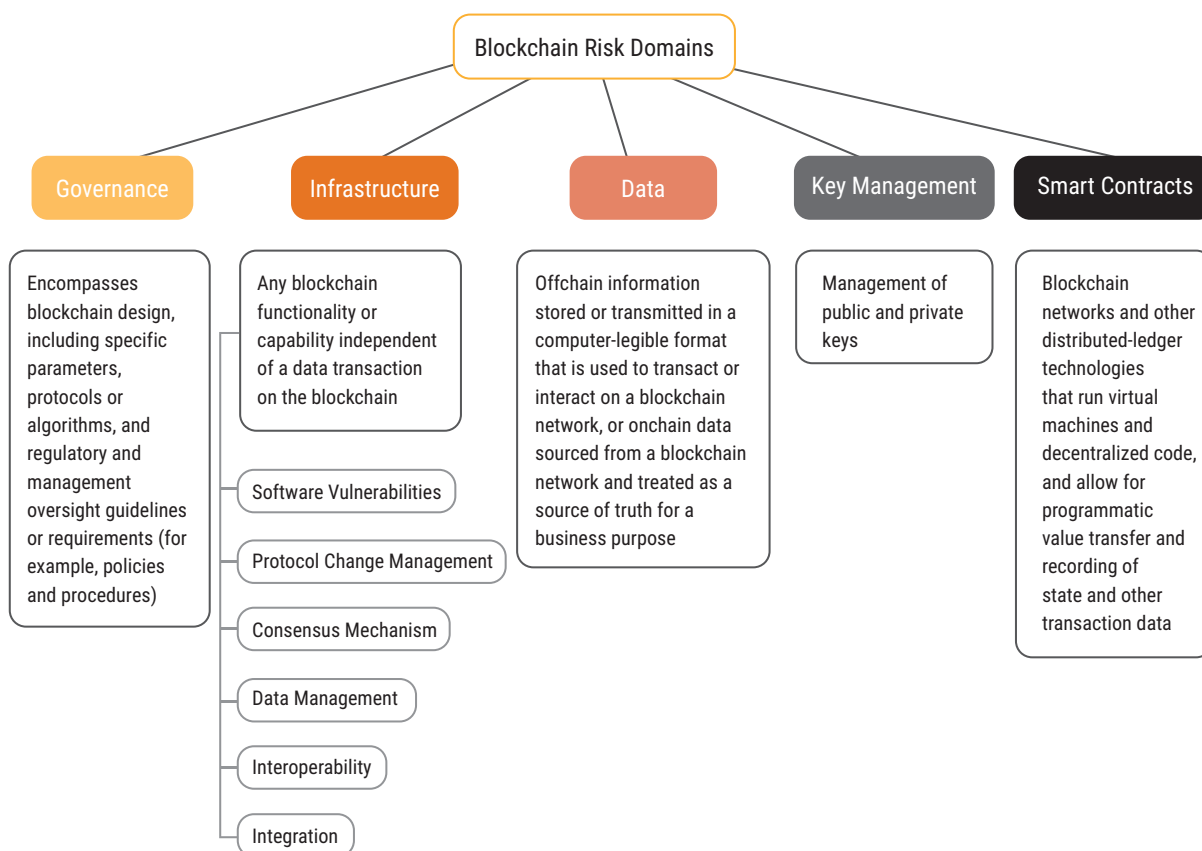 Blockchain Risk Domains
Governance
Infrastructure
Data
Key Management
Smart Contracts
Encompasses
blockchain design,
including specific
parameters,
protocols or
algorithms, and
regulatory and
management
oversight guidelines
or requirements (for
example, policies
and procedures)
Any blockchain
functionality or
capability independent
of a data transaction
on the blockchain
Software Vulnerabilities
Protocol Change Management
Consensus Mechanism
Data Management
Interoperability
Integration
Offchain information
stored or transmitted in a
computer-legible format
that is used to transact or
interact on a blockchain
network, or onchain data
sourced from a blockchain
network and treated as a
source of truth for a
business purpose
Management of
public and private
keys
Blockchain
networks and other
distributed-ledger
technologies
that run virtual
machines and
decentralized code,
and allow for
programmatic
value transfer and
recording of
state and other
transaction data